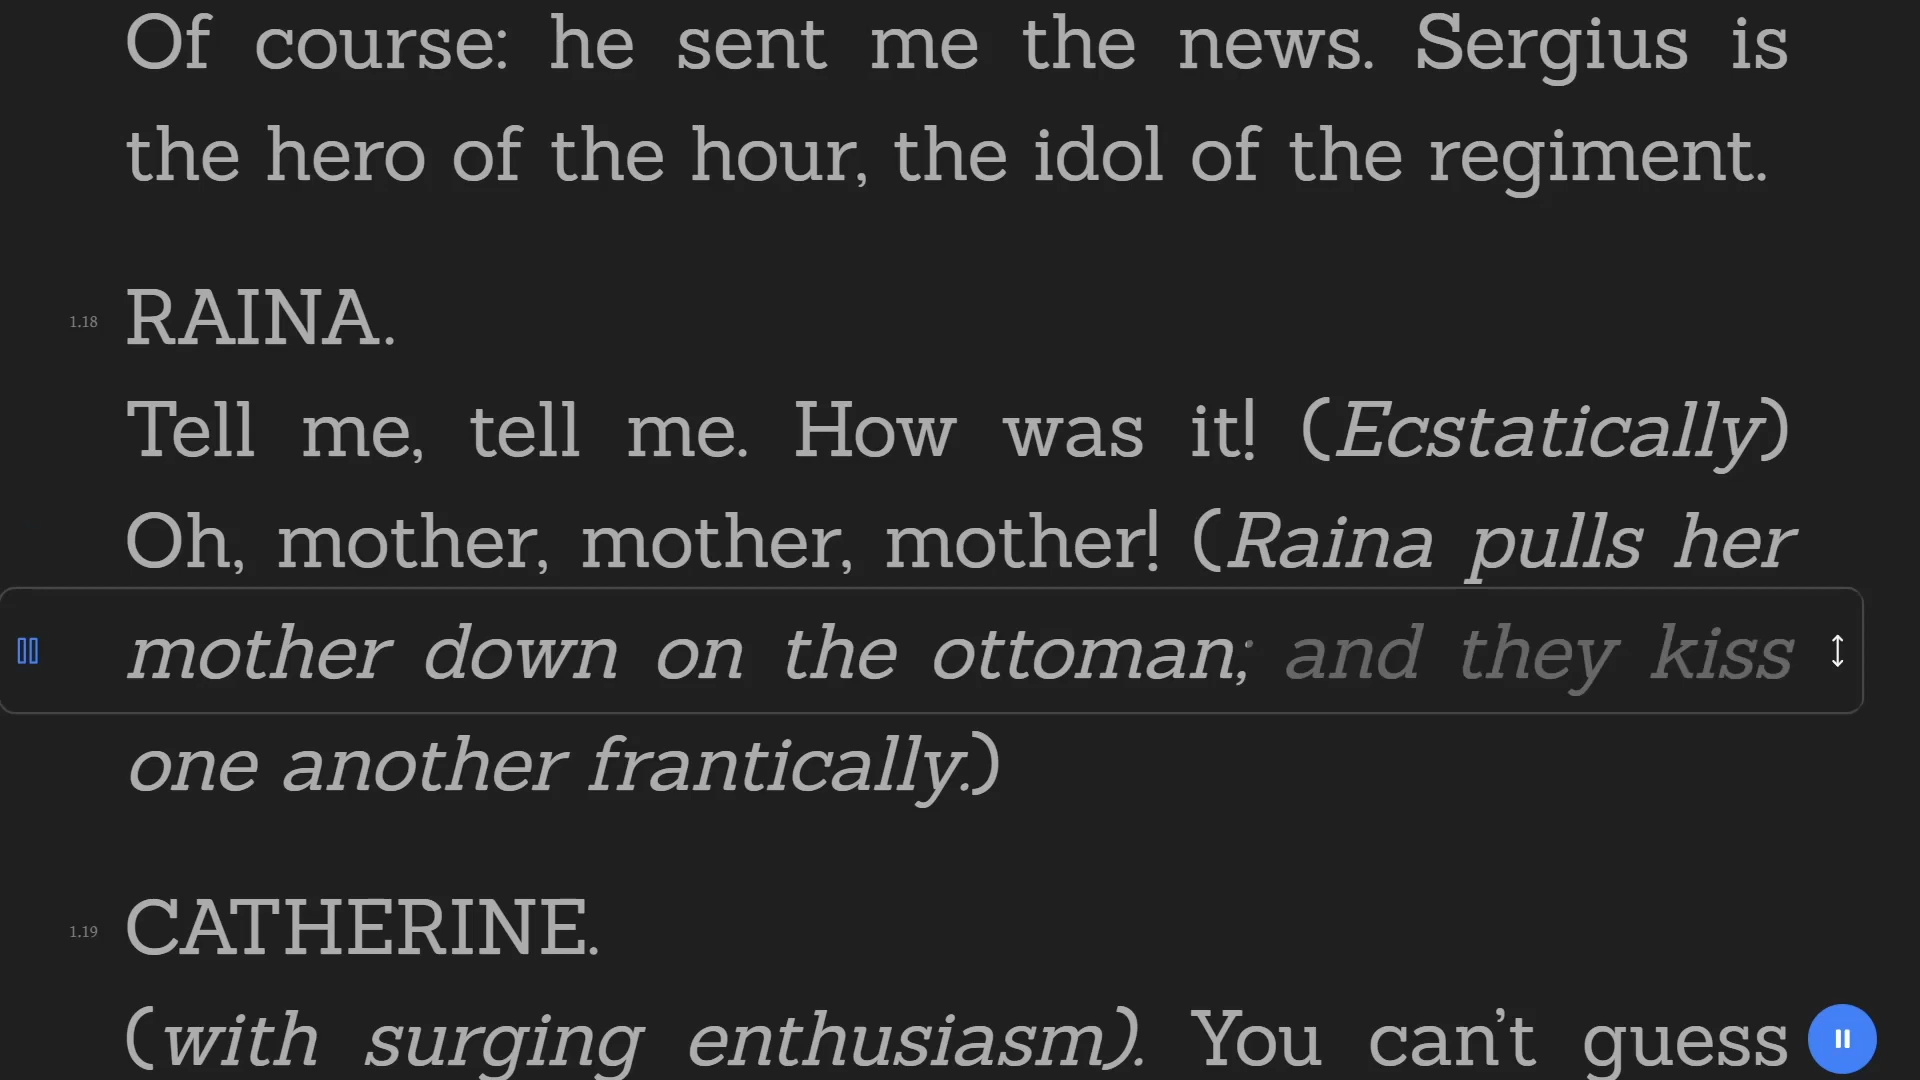 Of course: he sent me the news. Sergius is
the hero of the hour, the idol of the regiment.
1.18 RAINA.
Tell me, tell me. How was it! (Ecstatically)
Oh, mother, mother, mother! (Raina pulls her
mother down on the ottoman; and they kiss
one another frantically.)
1.19 CATHERINE.
(with surging enthusiasm). You can’t guess